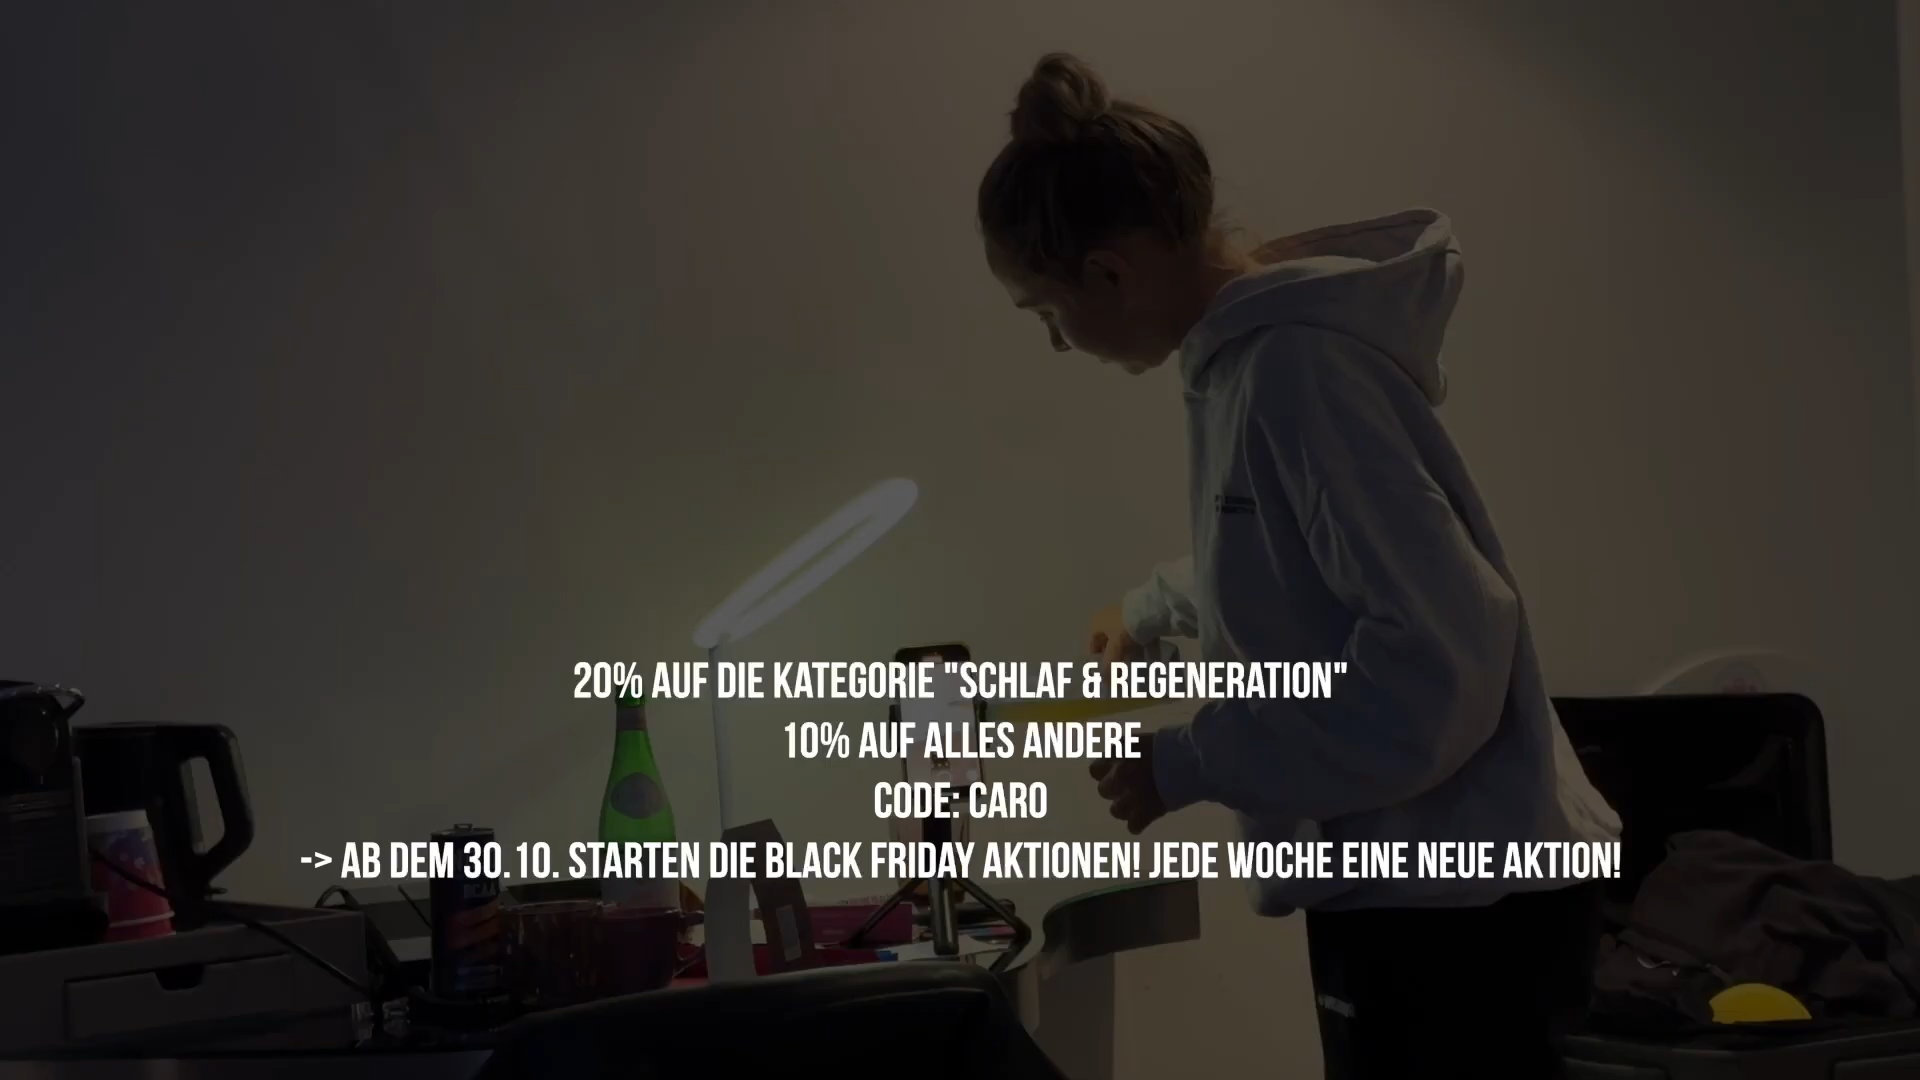 20% AUF DIE KATEGORIE "SCHLAF & REGENERATION"
10% AUF ALLES ANDERE
CODE: CARO
-> AB DEM 30.10. STARTEN DIE BLACK FRIDAY AKTIONEN! JEDE WOCHE EINE NEUE AKTION!
BCAA